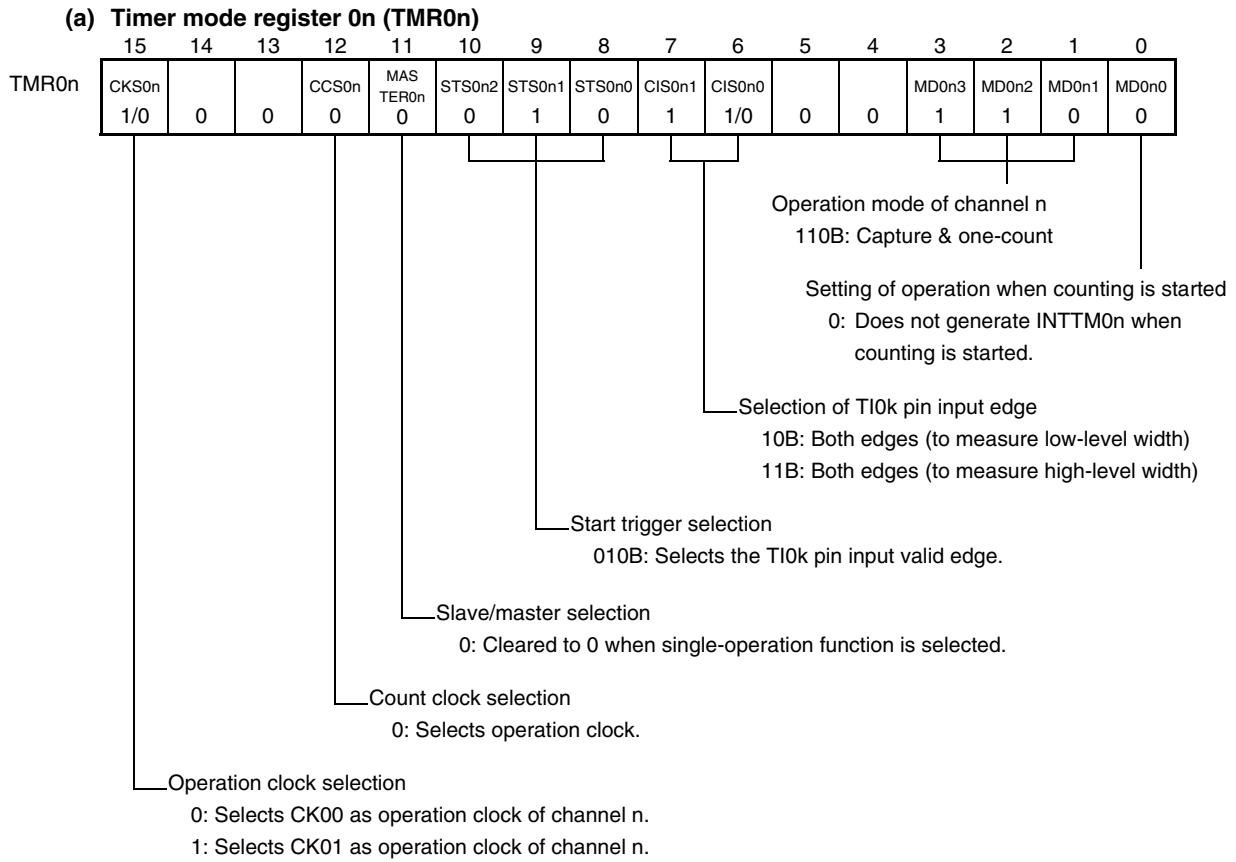 (a) Timer mode register 0n (TMR0n)
15 14 13 12 11 10 9 8 7 6 5 4 3 2 1 0
TMR0n CKS0n CCS0n MAS STS0n2 STS0n1 STS0n0 CIS0n1 CIS0n0 MD0n3 MD0n2 MD0n1 MD0n0
TER0n
1/0 0 0 0 0 0 1 0 1 1/0 0 0 1 1 0 0
Operation mode of channel n
110B: Capture & one-count
Setting of operation when counting is started
0: Does not generate INTTM0n when
counting is started.
Selection of TI0k pin input edge
10B: Both edges (to measure low-level width)
11B: Both edges (to measure high-level width)
Start trigger selection
010B: Selects the TI0k pin input valid edge.
Slave/master selection
0: Cleared to 0 when single-operation function is selected.
Count clock selection
0: Selects operation clock.
Operation clock selection
0: Selects CK00 as operation clock of channel n.
1: Selects CK01 as operation clock of channel n.